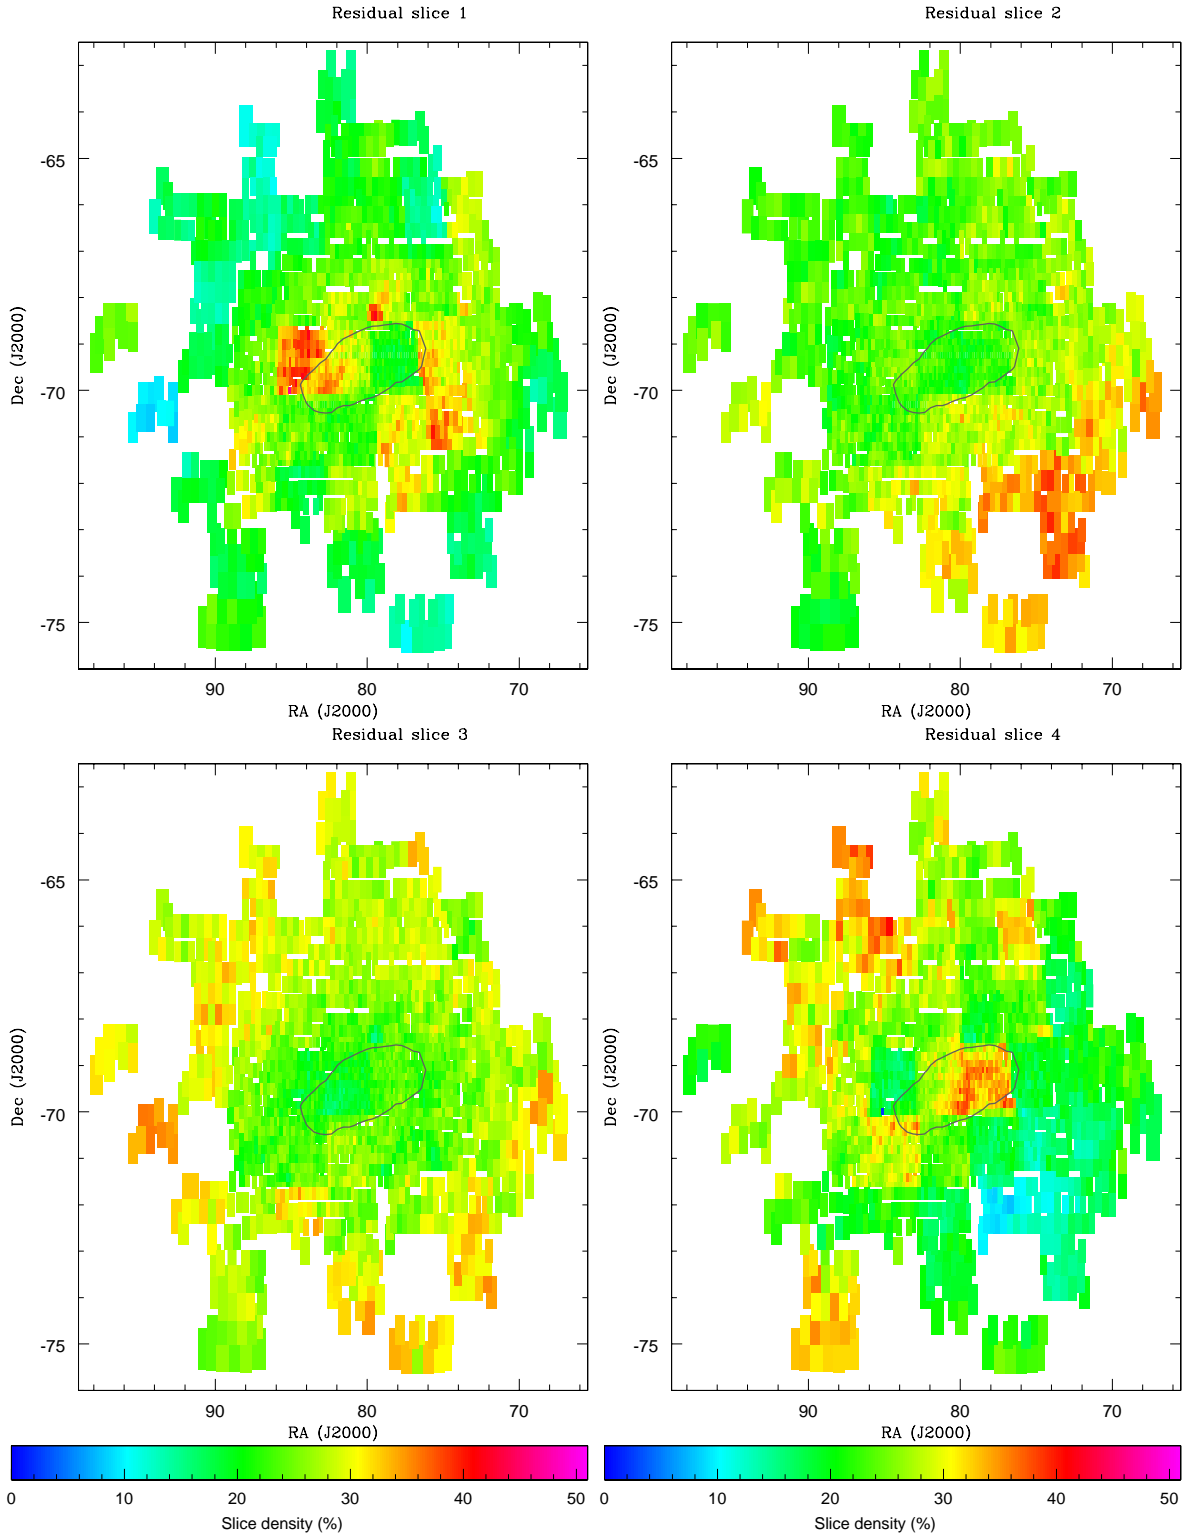 Residual slice 1
Residual slice 2
-65
-70
-75
Dec (J2000)
90
80
70
RA (J2000)
-65
-70
-75
Dec (J2000)
90
80
70
RA (J2000)
Residual slice 3
Residual slice 4
-65
-70
-75
Dec (J2000)
90
80
70
RA (J2000)
-65
-70
-75
Dec (J2000)
90
80
70
RA (J2000)
0 10 20 30 40 50
Slice density (%)
0 10 20 30 40 50
Slice density (%)